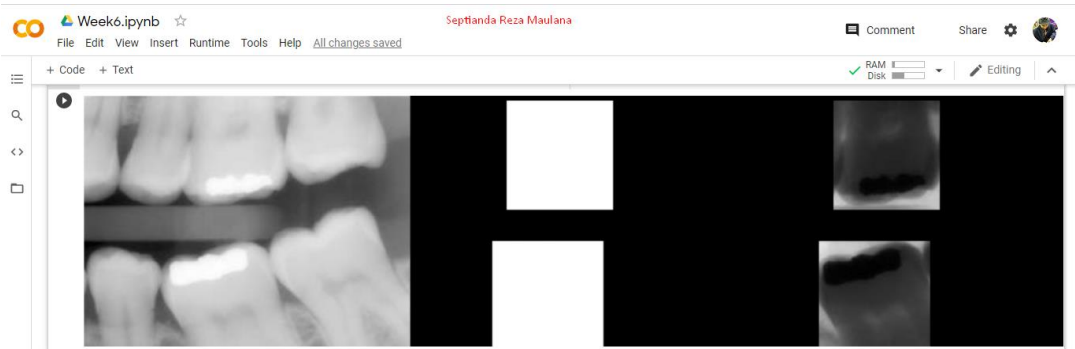 Week6.ipynb
Septianda Reza Maulana
Comment
Share
File Edit View Insert Runtime Tools Help All changes saved
+ Code + Text
RAM
Disk
Editing